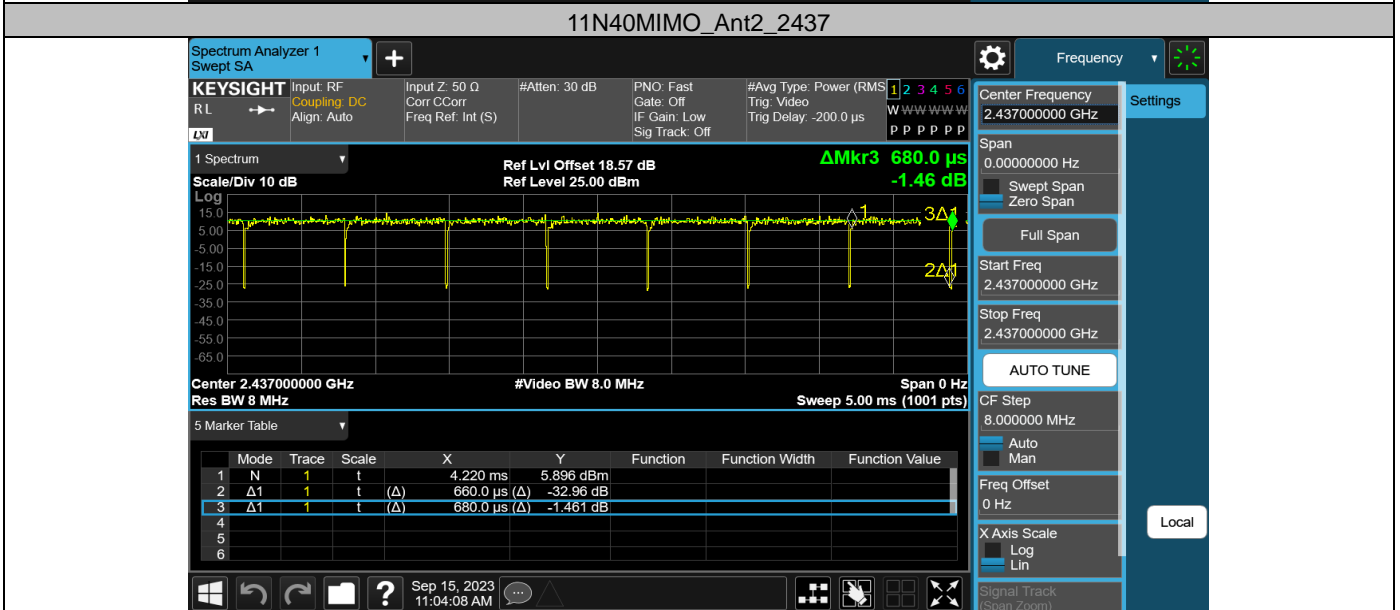 11N40MIMO_Ant2_2437
Spectrum Analyzer 1
Swept SA
Frequency
KEYSIGHT
RL
LXI
Input: RF
Coupling: DC
Align: Auto
Input Z: 50 Ω
Corr CCorr
Freq Ref: Int (S)
#Atten: 30 dB
PNO: Fast
Gate: Off
IF Gain: Low
Sig Track: Off
#Avg Type: Power (RMS
Trig: Video
Trig Delay: -200.0 µs
1 2 3 4 5 6
W W W W W W
P P P P P P
1 Spectrum
Scale/Div 10 dB
Ref Lvl Offset 18.57 dB
Ref Level 25.00 dBm
ΔMkr3 680.0 µs
-1.46 dB
Log
15.0
5.00
-5.00
-15.0
-25.0
-35.0
-45.0
-55.0
-65.0
1
3Δ1
2Δ1
Center 2.437000000 GHz
#Video BW 8.0 MHz
Span 0 Hz
Res BW 8 MHz
Sweep 5.00 ms (1001 pts)
5 Marker Table
Mode Trace Scale X Y Function Function Width Function Value
1 N 1 t 4.220 ms 5.896 dBm
2 Δ1 1 t (Δ) 660.0 µs (Δ) -32.96 dB
3 Δ1 1 t (Δ) 680.0 µs (Δ) -1.461 dB
4
5
6
Center Frequency
2.437000000 GHz
Settings
Span
0.00000000 Hz
Swept Span
Zero Span
Full Span
Start Freq
2.437000000 GHz
Stop Freq
2.437000000 GHz
AUTO TUNE
CF Step
8.000000 MHz
Auto
Man
Freq Offset
0 Hz
X Axis Scale
Log
Lin
Local
Signal Track
(Span Zoom)
?
Sep 15, 2023
11:04:08 AM